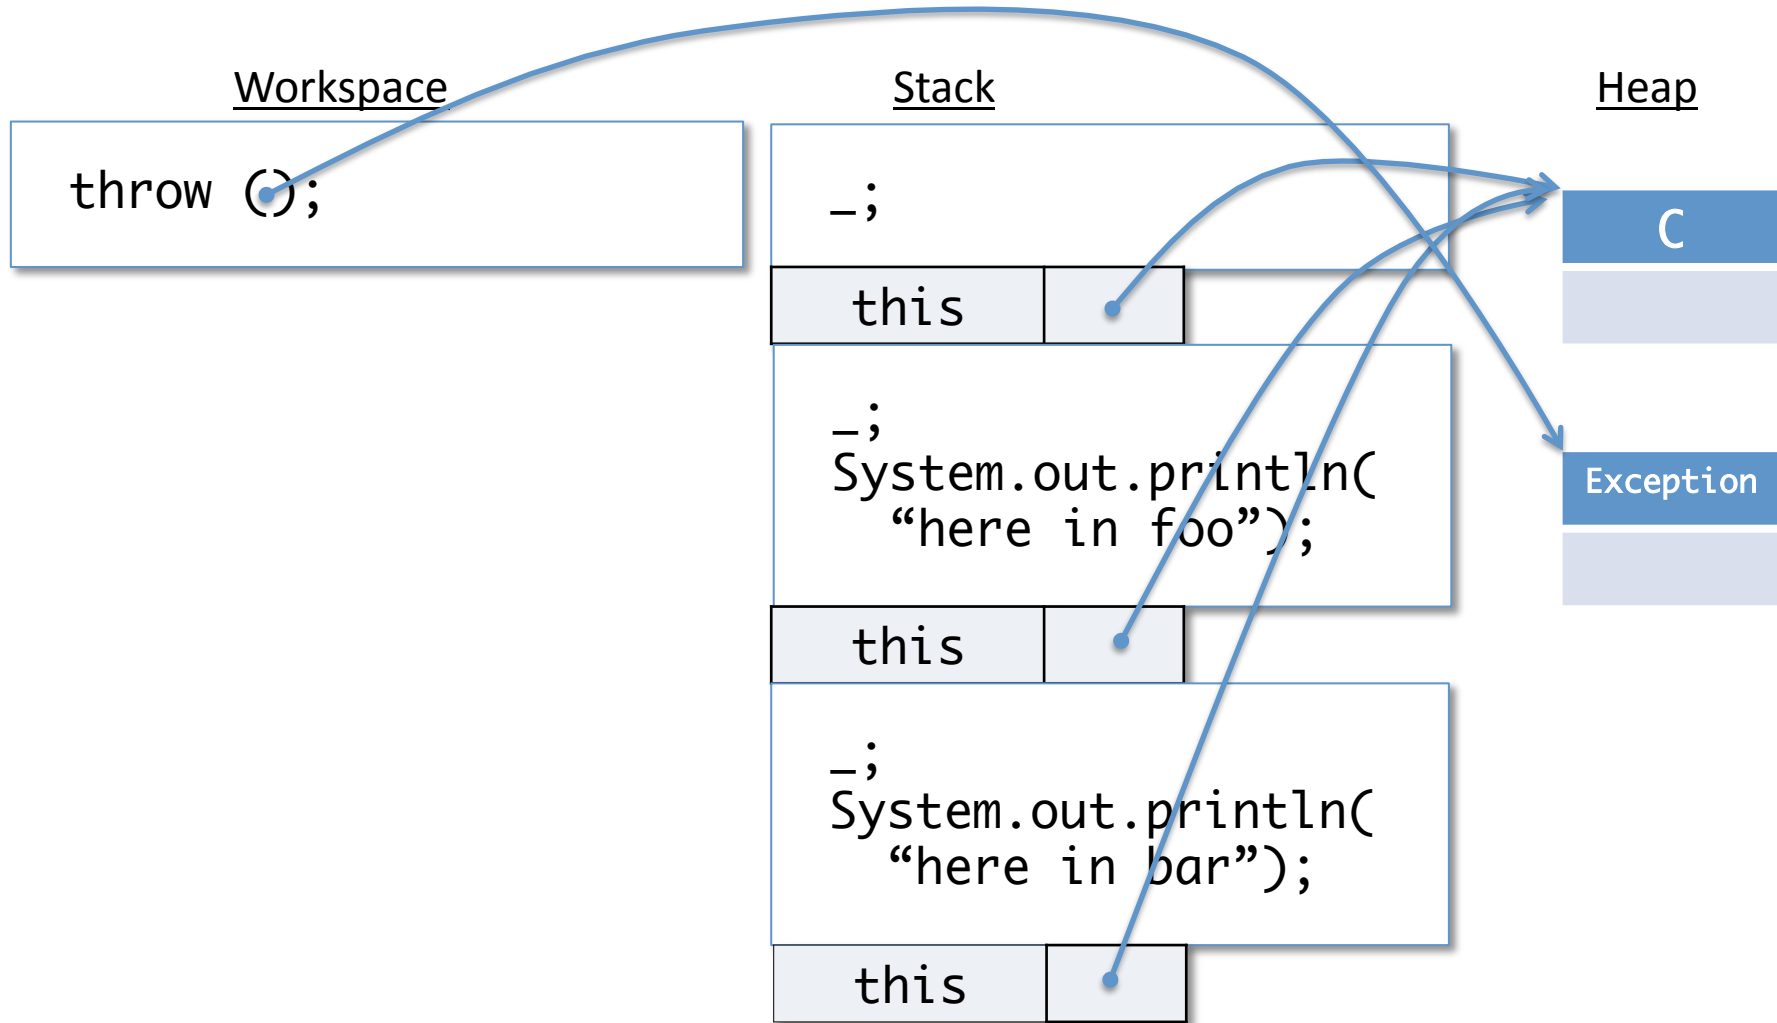 Workspace
Stack
Heap
throw ();
_;
C
this
_;
System.out.println(
“here in foo”);
Exception
this
_;
System.out.println(
“here in bar”);
this